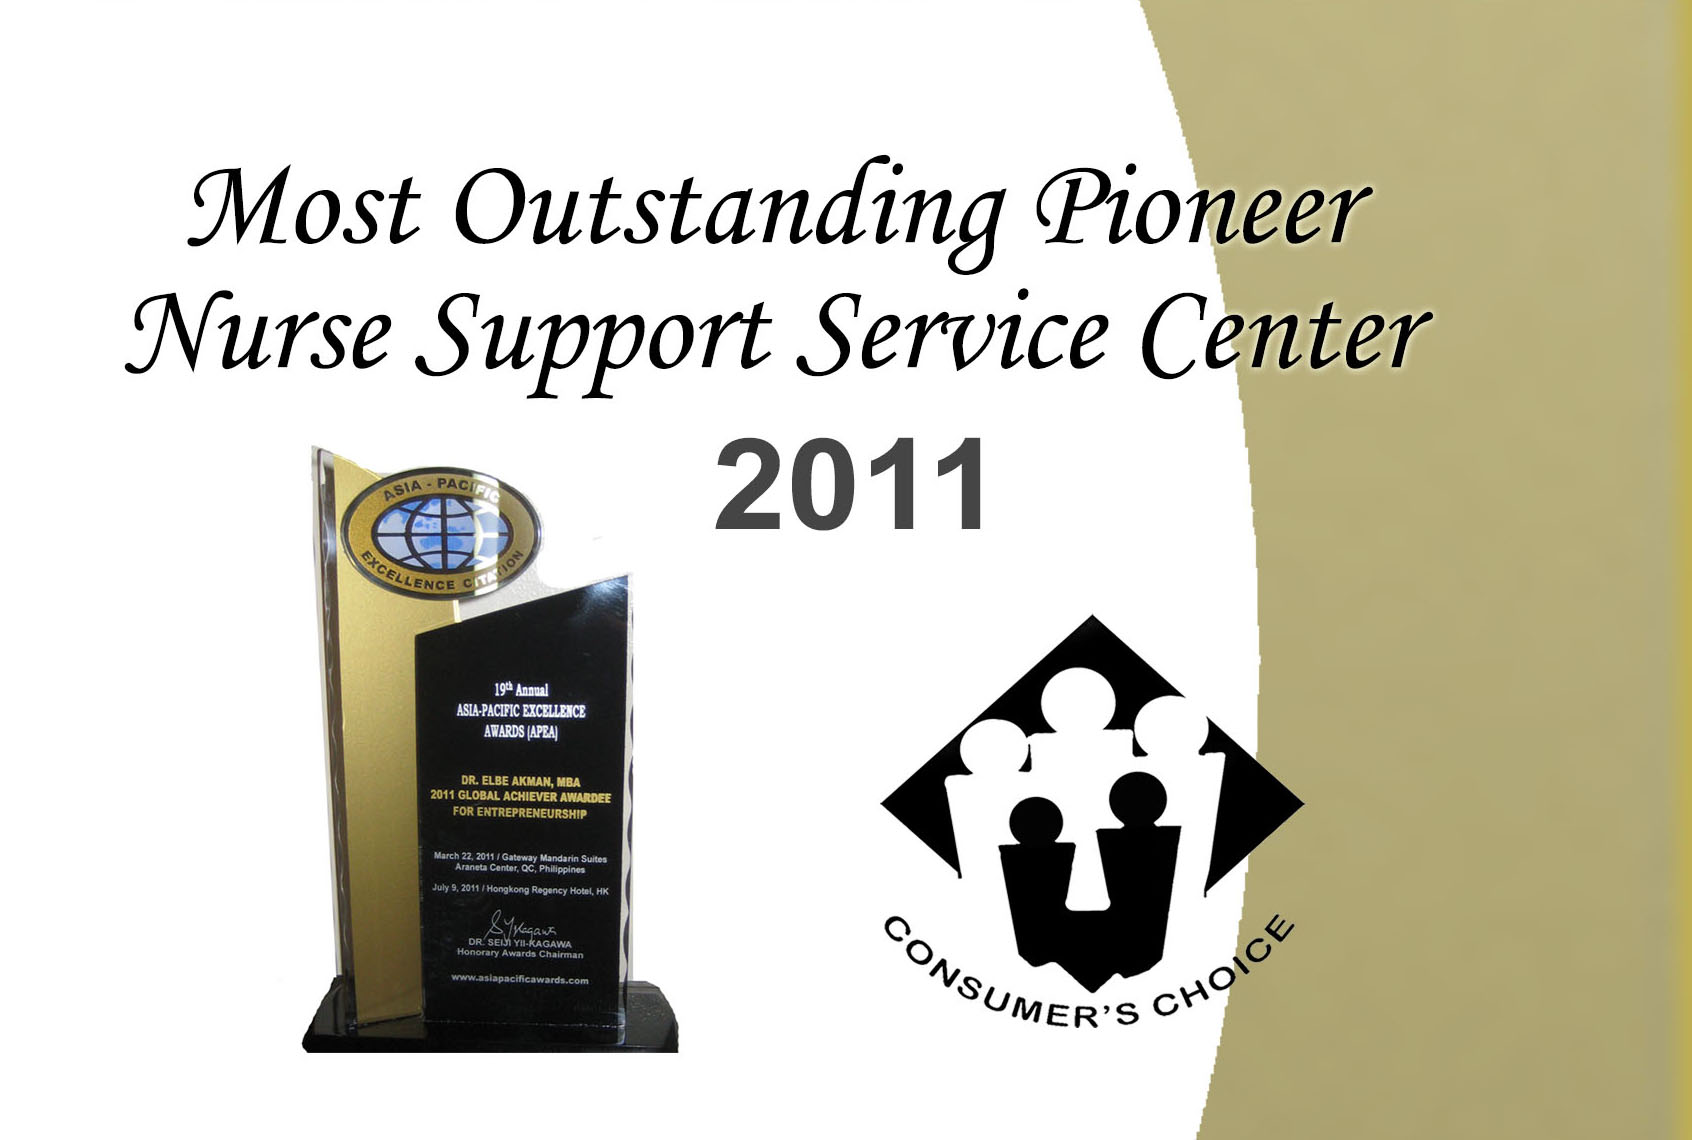 Most Outstanding Pioneer
Nurse Support Service Center
2011
ASIA - PACIFIC
EXCELLENCE CITATION
19th Annual
ASIA-PACIFIC EXCELLENCE
AWARDS (APEA)
DR. ELBE AKMAN, MBA
2011 GLOBAL ACHIEVER AWARDEE
FOR ENTREPRENEURSHIP
March 22, 2011 / Gateway Mandarin Suites
Araneta Center, QC, Philippines
July 9, 2011 / Hongkong Regency Hotel, HK
SYKagawa
DR. SEIJI YII-KAGAWA
Honorary Awards Chairman
www.asiapacificawards.com
CONSUMER'S CHOICE